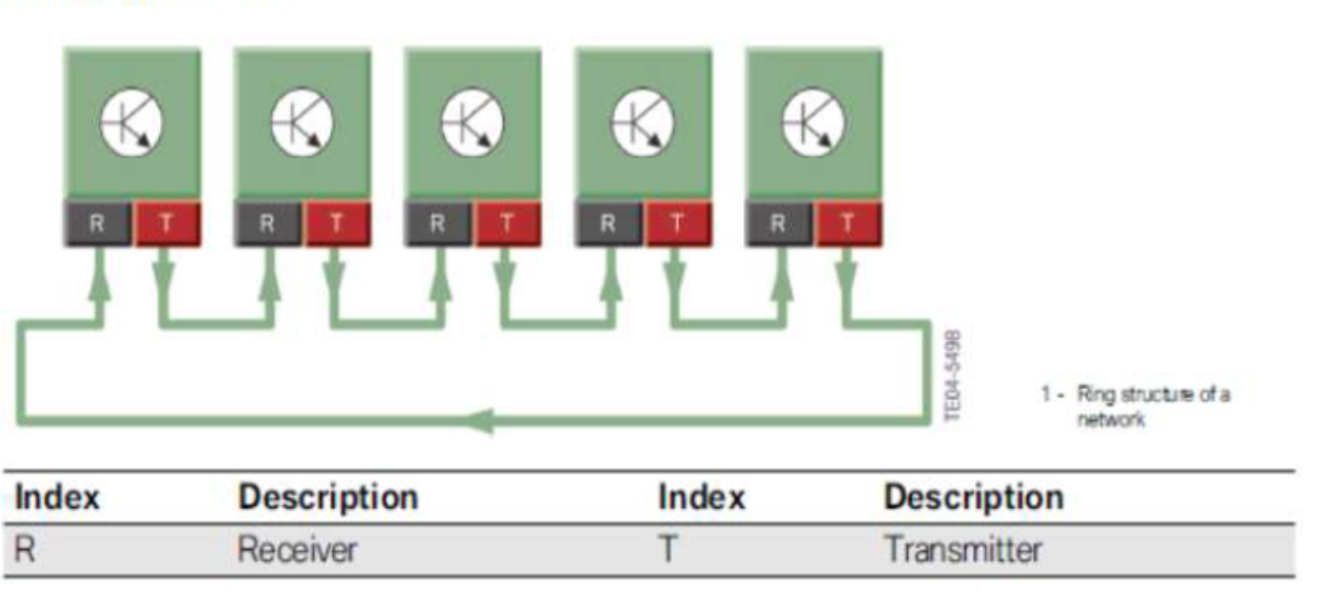 R T R T R T R T R T
TE04-5498
1 - Ring structure of a
network
Index Description Index Description
R Receiver T Transmitter